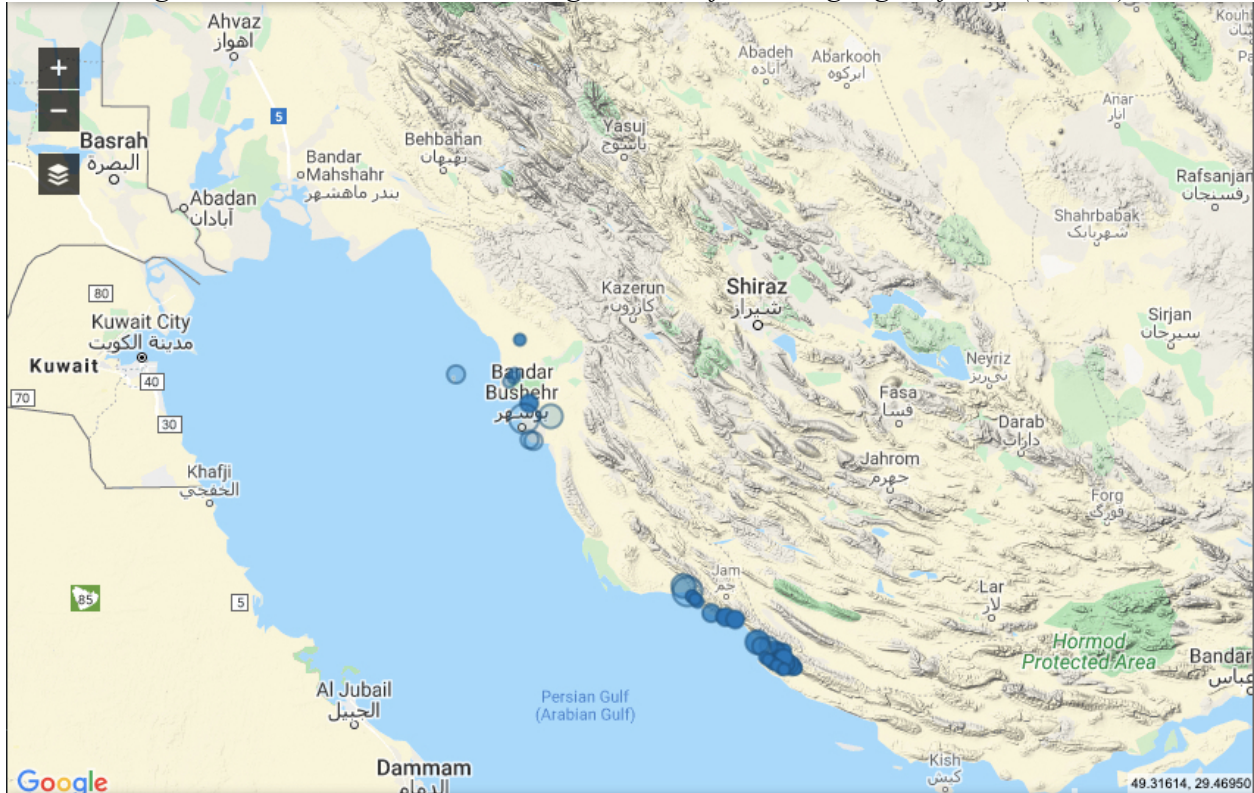 Ahvaz
اهواز
Abadeh
آباده
Abarkooh
ابرکوه
5
Basrah
البصرة
Behbahan
بهبهان
Yasuj
یاسوج
Anar
انار
Bandar
Mahshahr
بندر ماهشهر
Rafsanjan
رفسنجان
Abadan
آبادان
Shahrbabak
شهربابک
80
Kuwait City
مدينة الكويت
Kazerun
کازرون
Shiraz
شیراز
Sirjan
سیرجان
Kuwait
40
Neyriz
نی‌ریز
70
30
Bandar
Bushehr
بوشهر
Fasa
فسا
Darab
داراب
Khafji
الخفجي
Jahrom
جهرم
Forg
فورگ
85
5
Jam
جم
Lar
لار
Hormod
Protected Area
Bandar
عباس
Al Jubail
الجبيل
Persian Gulf
(Arabian Gulf)
Dammam
الدمام
Kish
کیش
Google
49.31614, 29.46950